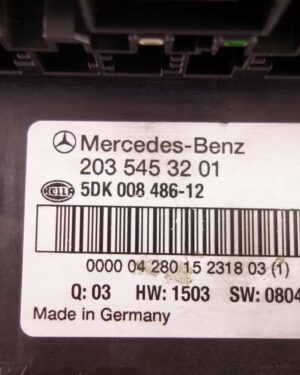 Mercedes-Benz
203 545 32 01
HELLA 5DK 008 486-12
0000 04 280 15 2318 03 (1)
Q: 03 HW: 1503 SW: 0804
Made in Germany